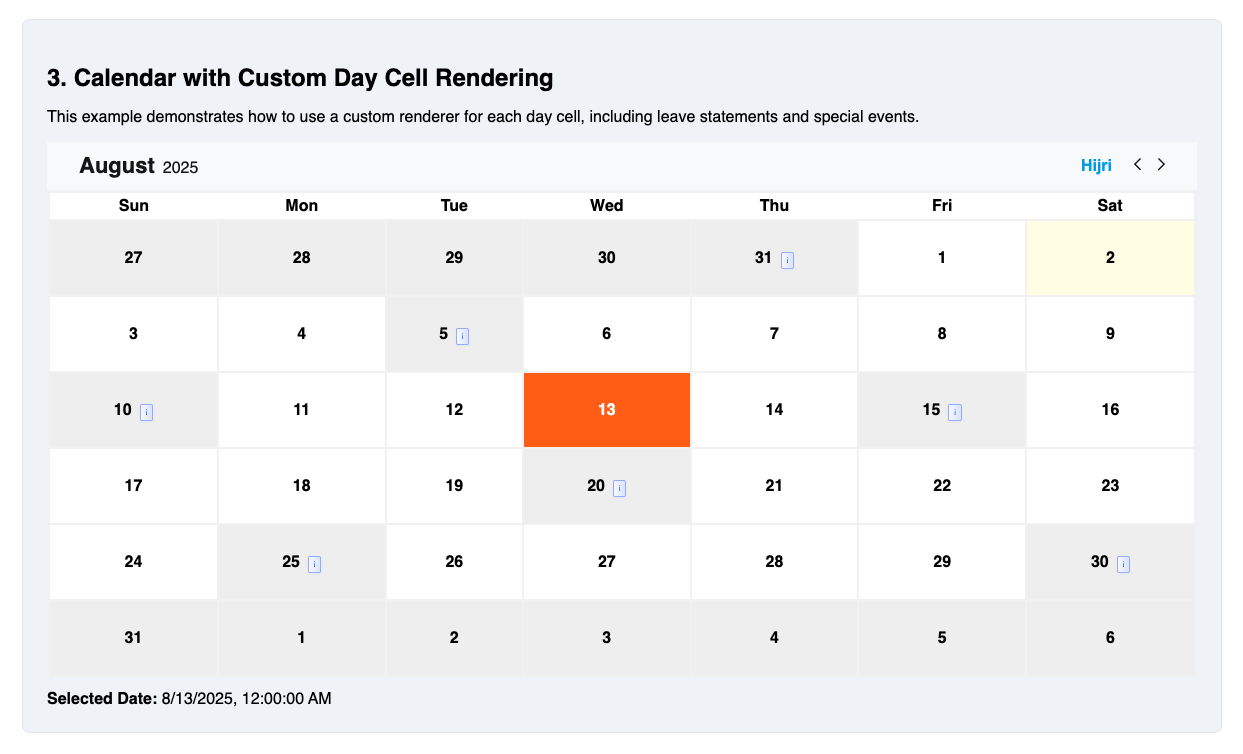 3. Calendar with Custom Day Cell Rendering
This example demonstrates how to use a custom renderer for each day cell, including leave statements and special events.
August 2025 Hijri < >
Sun Mon Tue Wed Thu Fri Sat
27 28 29 30 31 i 1 2
3 4 5 i 6 7 8 9
10 i 11 12 13 14 15 i 16
17 18 19 20 i 21 22 23
24 25 i 26 27 28 29 30 i
31 1 2 3 4 5 6
Selected Date: 8/13/2025, 12:00:00 AM